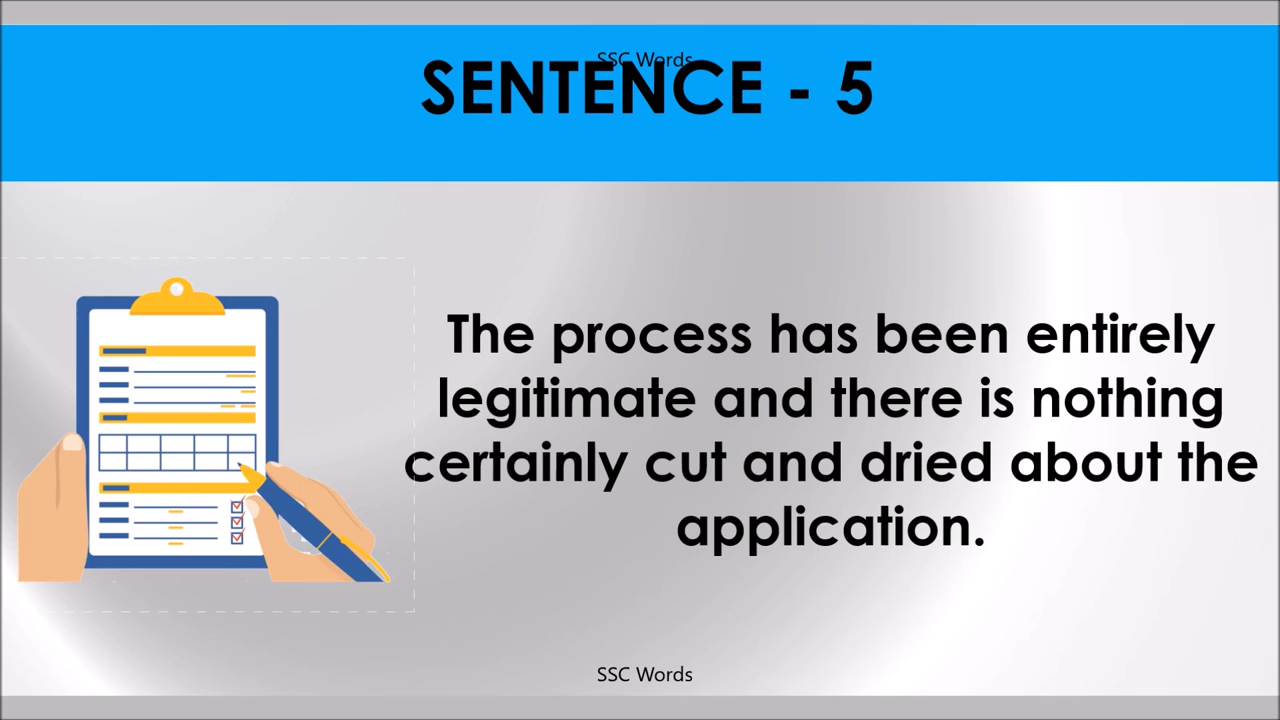 SSC Words
SENTENCE - 5
The process has been entirely
legitimate and there is nothing
certainly cut and dried about the
application.
SSC Words